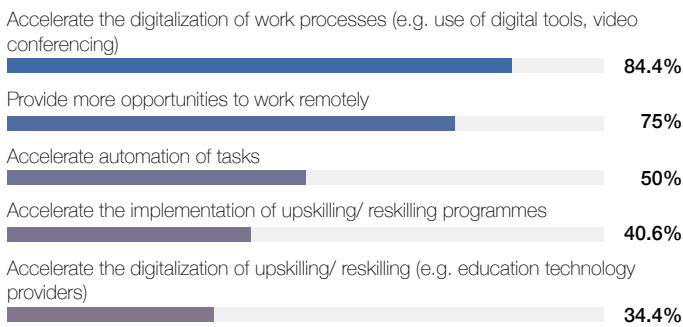 Accelerate the digitalization of work processes (e.g. use of digital tools, video
conferencing)
84.4%
Provide more opportunities to work remotely
75%
Accelerate automation of tasks
50%
Accelerate the implementation of upskilling/ reskilling programmes
40.6%
Accelerate the digitalization of upskilling/ reskilling (e.g. education technology
providers)
34.4%